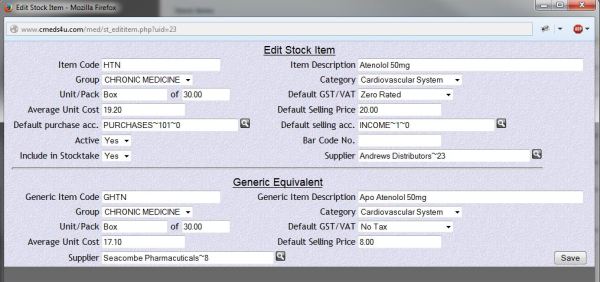 Edit Stock Item - Mozilla Firefox
www.cmeds4u.com/med/st_edititem.php?uid=23
Edit Stock Item
Item Code HTN Item Description Atenolol 50mg
Group CHRONIC MEDICINE Category Cardiovascular System
Unit/Pack Box of 30.00 Default GST/VAT Zero Rated
Average Unit Cost 19.20 Default Selling Price 20.00
Default purchase acc. PURCHASES~101~0 Default selling acc. INCOME~1~0
Active Yes Bar Code No.
Include in Stocktake Yes Supplier Andrews Distributors~23
Generic Equivalent
Generic Item Code GHTN Generic Item Description Apo Atenolol 50mg
Group CHRONIC MEDICINE Category Cardiovascular System
Unit/Pack Box of 30.00 Default GST/VAT No Tax
Average Unit Cost 17.10 Default Selling Price 8.00
Supplier Seacombe Pharmaceuticals~8
Save